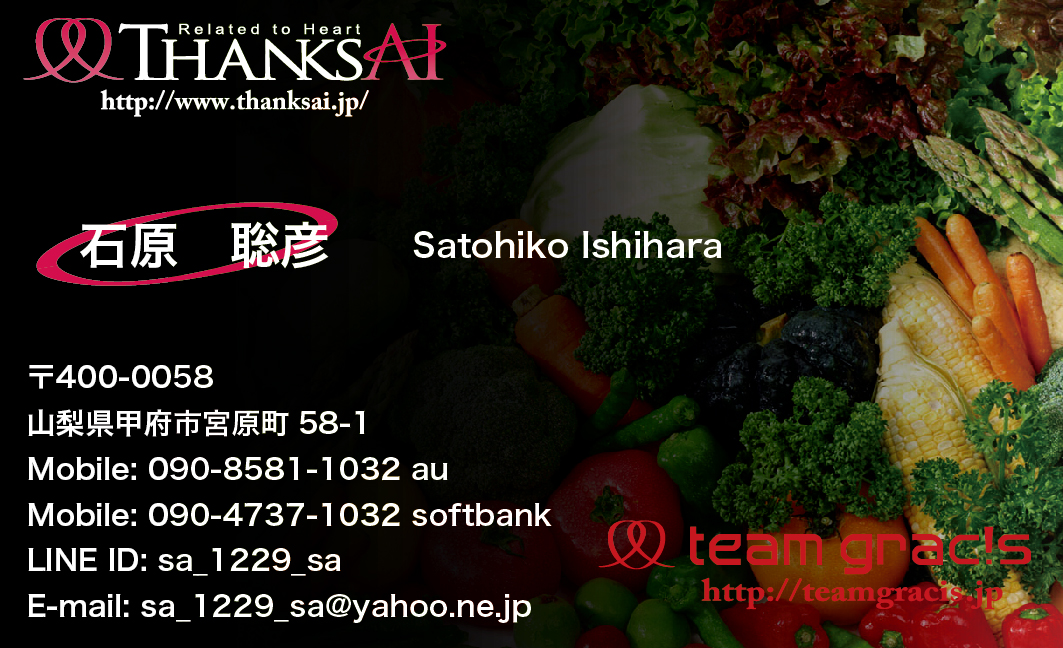 Related to Heart
THANKSAI
http://www.thanksai.jp/
石原　聡彦 Satohiko Ishihara
〒400-0058
山梨県甲府市宮原町 58-1
Mobile: 090-8581-1032 au
Mobile: 090-4737-1032 softbank
LINE ID: sa_1229_sa
E-mail: sa_1229_sa@yahoo.ne.jp
team grac!s
http://teamgracis.jp